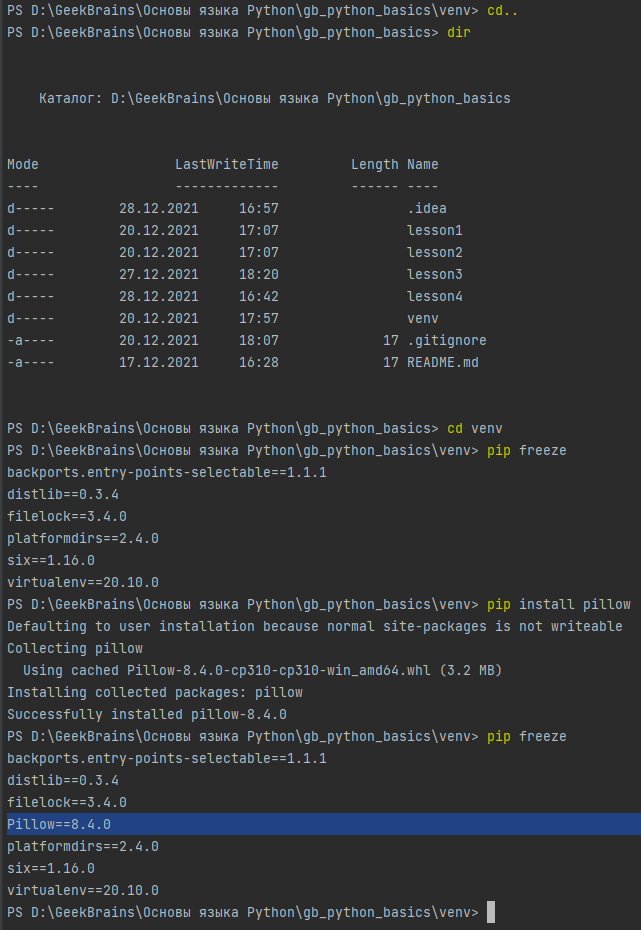 PS D:\GeekBrains\Основы языка Python\gb_python_basics\venv> cd..
PS D:\GeekBrains\Основы языка Python\gb_python_basics> dir
Каталог: D:\GeekBrains\Основы языка Python\gb_python_basics
Mode LastWriteTime Length Name
---- ------------- ------ ----
d----- 28.12.2021 16:57 .idea
d----- 20.12.2021 17:07 lesson1
d----- 20.12.2021 17:07 lesson2
d----- 27.12.2021 18:20 lesson3
d----- 28.12.2021 16:42 lesson4
d----- 20.12.2021 17:57 venv
-a---- 20.12.2021 18:07 17 .gitignore
-a---- 17.12.2021 16:28 17 README.md
PS D:\GeekBrains\Основы языка Python\gb_python_basics> cd venv
PS D:\GeekBrains\Основы языка Python\gb_python_basics\venv> pip freeze
backports.entry-points-selectable==1.1.1
distlib==0.3.4
filelock==3.4.0
platformdirs==2.4.0
six==1.16.0
virtualenv==20.10.0
PS D:\GeekBrains\Основы языка Python\gb_python_basics\venv> pip install pillow
Defaulting to user installation because normal site-packages is not writeable
Collecting pillow
  Using cached Pillow-8.4.0-cp310-cp310-win_amd64.whl (3.2 MB)
Installing collected packages: pillow
Successfully installed pillow-8.4.0
PS D:\GeekBrains\Основы языка Python\gb_python_basics\venv> pip freeze
backports.entry-points-selectable==1.1.1
distlib==0.3.4
filelock==3.4.0
Pillow==8.4.0
platformdirs==2.4.0
six==1.16.0
virtualenv==20.10.0
PS D:\GeekBrains\Основы языка Python\gb_python_basics\venv>